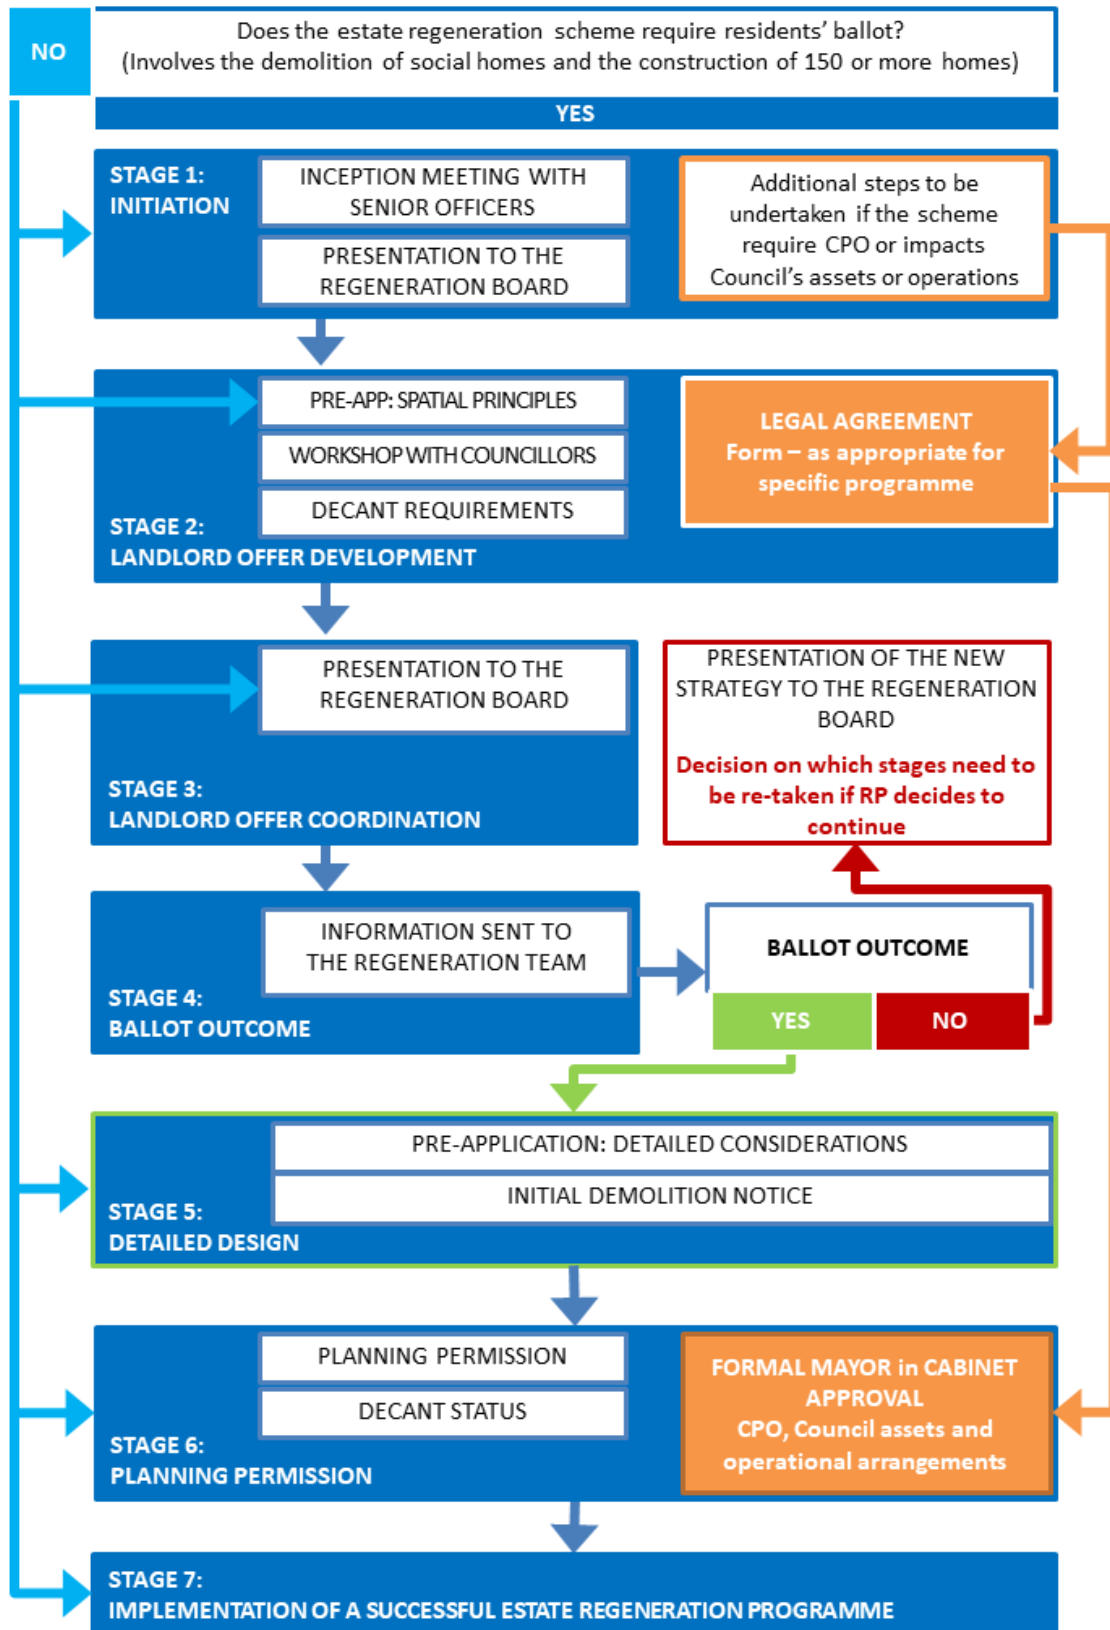 NO
Does the estate regeneration scheme require residents’ ballot?
(Involves the demolition of social homes and the construction of 150 or more homes)
YES
STAGE 1:
INITIATION
INCEPTION MEETING WITH
SENIOR OFFICERS
PRESENTATION TO THE
REGENERATION BOARD
Additional steps to be
undertaken if the scheme
require CPO or impacts
Council’s assets or operations
PRE-APP: SPATIAL PRINCIPLES
WORKSHOP WITH COUNCILLORS
DECANT REQUIREMENTS
STAGE 2:
LANDLORD OFFER DEVELOPMENT
LEGAL AGREEMENT
Form – as appropriate for
specific programme
PRESENTATION TO THE
REGENERATION BOARD
STAGE 3:
LANDLORD OFFER COORDINATION
PRESENTATION OF THE NEW
STRATEGY TO THE REGENERATION
BOARD
Decision on which stages need to
be re-taken if RP decides to
continue
INFORMATION SENT TO
THE REGENERATION TEAM
STAGE 4:
BALLOT OUTCOME
BALLOT OUTCOME
YES
NO
PRE-APPLICATION: DETAILED CONSIDERATIONS
INITIAL DEMOLITION NOTICE
STAGE 5:
DETAILED DESIGN
PLANNING PERMISSION
DECANT STATUS
STAGE 6:
PLANNING PERMISSION
FORMAL MAYOR in CABINET
APPROVAL
CPO, Council assets and
operational arrangements
STAGE 7:
IMPLEMENTATION OF A SUCCESSFUL ESTATE REGENERATION PROGRAMME